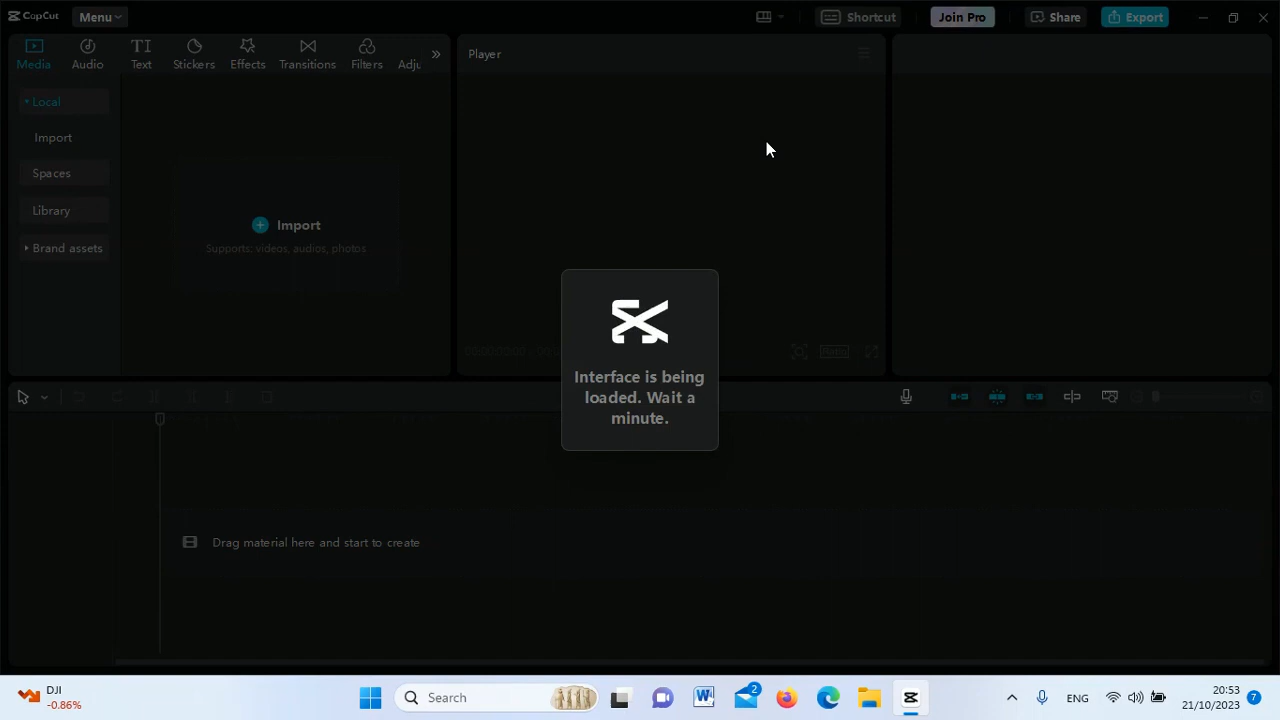 CapCut
Menu
Shortcut
Join Pro
Share
Export
Media
Audio
Text
Stickers
Effects
Transitions
Filters
Adju
Player
Local
Import
Spaces
Library
Brand assets
Import
Supports: videos, audios, photos
Interface is being
loaded. Wait a
minute.
Drag material here and start to create
DJI
-0.86%
Search
2
ENG
20:53
21/10/2023
7